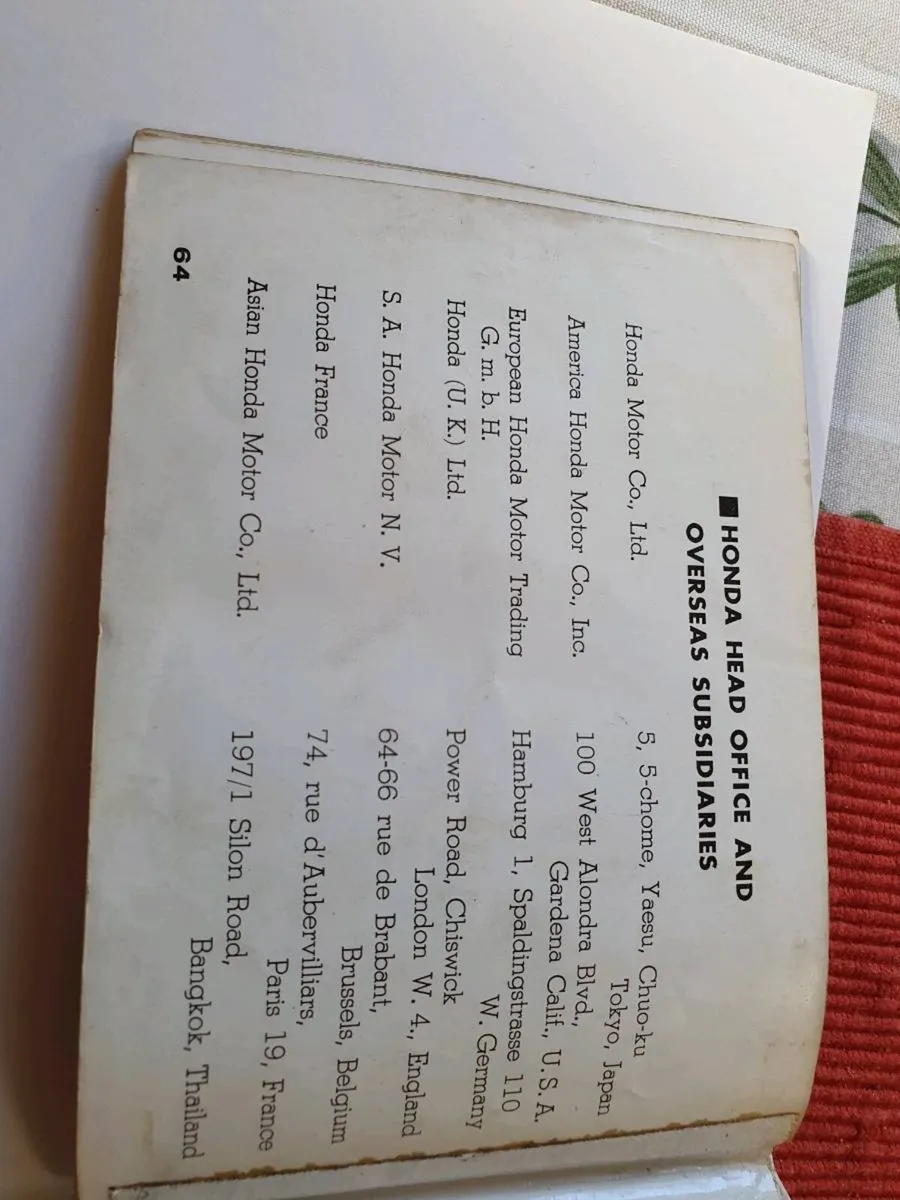 ■HONDA HEAD OFFICE AND
OVERSEAS SUBSIDIARIES
Honda Motor Co., Ltd. 5, 5-chome, Yaesu, Chuo-ku
Tokyo, Japan
America Honda Motor Co., Inc. 100 West Alondra Blvd.,
Gardena Calif., U. S. A.
European Honda Motor Trading Hamburg 1, Spaldingstrasse 110
G. m. b. H. W. Germany
Honda (U. K.) Ltd. Power Road, Chiswick
London W. 4., England
S. A. Honda Motor N. V. 64-66 rue de Brabant,
Brussels, Belgium
Honda France 74, rue d'Aubervilliars,
Paris 19, France
Asian Honda Motor Co., Ltd. 197/1 Silon Road,
Bangkok, Thailand
64